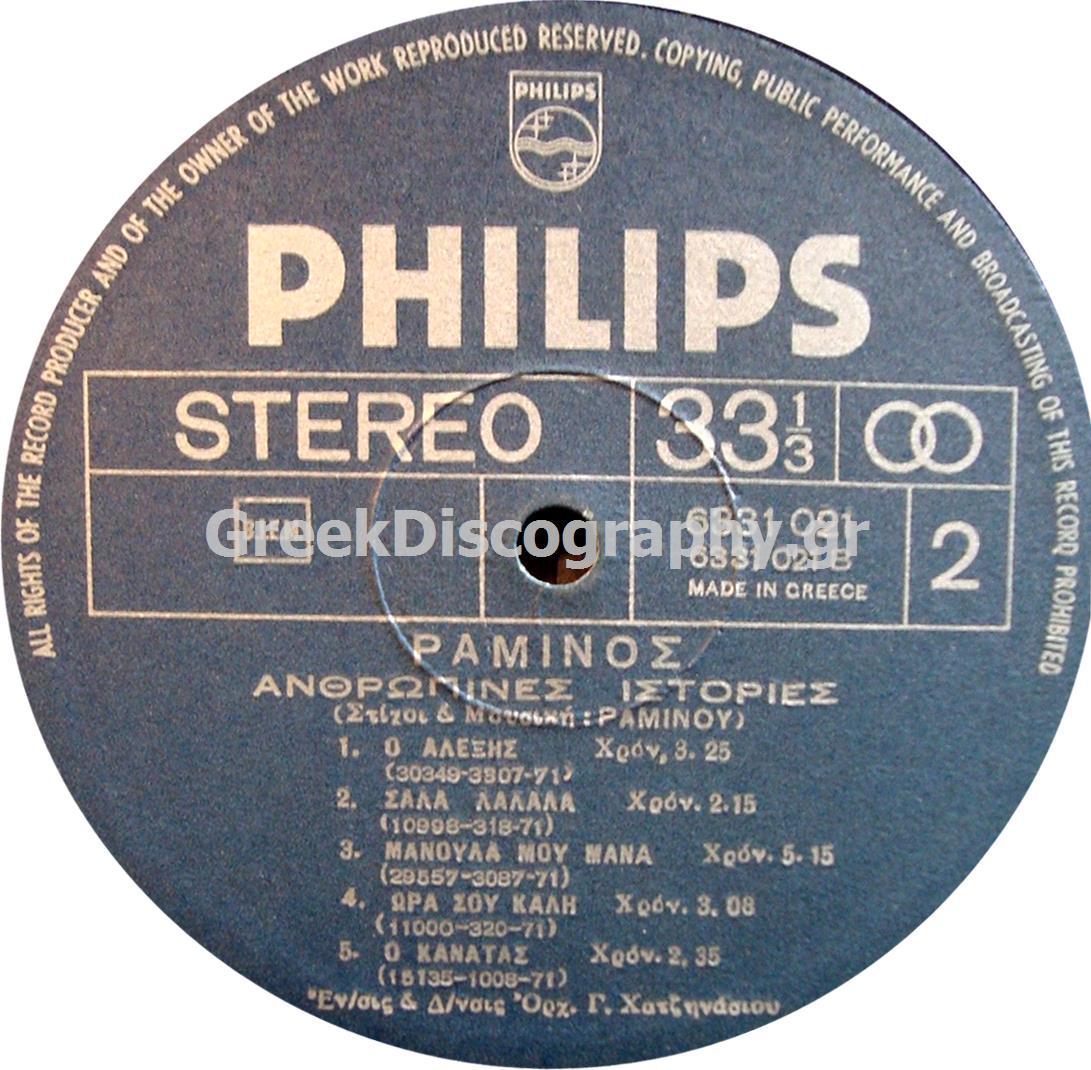 ALL RIGHTS OF THE RECORD PRODUCER AND OF THE OWNER OF THE WORK REPRODUCED RESERVED. COPYING, PUBLIC PERFORMANCE AND BROADCASTING OF THIS RECORD PROHIBITED
PHILIPS
PHILIPS
STEREO 33 1/3
GreekDiscography.gr
2
MADE IN GREECE
ΡΑΜΙΝΟΣ
ΑΝΘΡΩΠΙΝΕΣ ΙΣΤΟΡΙΕΣ
(Στίχοι & Μουσική : ΡΑΜΙΝΟΥ)
1. Ο ΑΛΕΞΗΣ Χρόν. 3. 25
(30349-3507-71)
2. ΣΑΛΑ ΛΑΛΑΛΑ Χρόν. 2.15
(10998-318-71)
3. ΜΑΝΟΥΛΑ ΜΟΥ ΜΑΝΑ Χρόν. 5. 15
(29557-3087-71)
4. ΩΡΑ ΣΟΥ ΚΑΛΗ Χρόν. 3. 08
(11000-320-71)
5. Ο ΚΑΝΑΤΑΣ Χρόν. 2. 35
(15135-1008-71)
Ἐν/σις & Δ/νσις Ὀρχ. Γ. Χατζηνάσιου